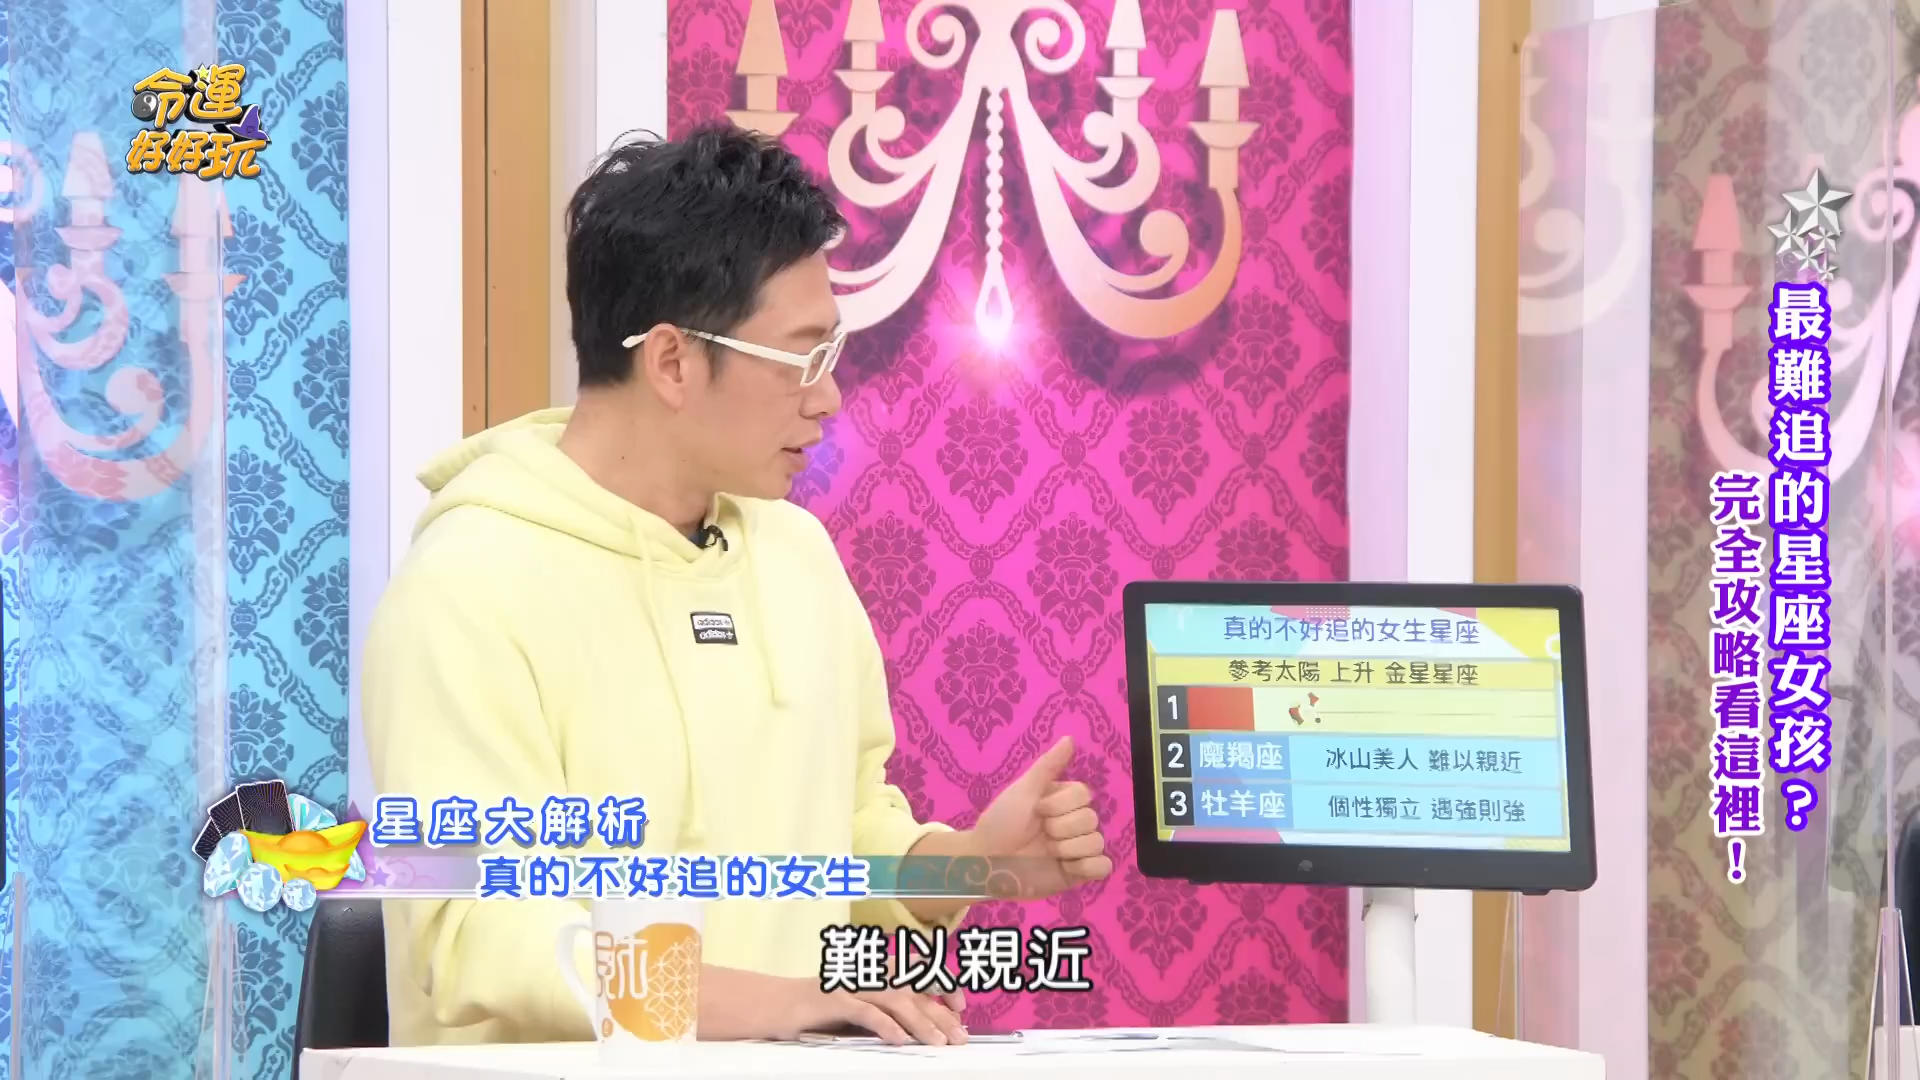 命運
好好玩
最難追的星座女孩？
完全攻略看這裡！
真的不好追的女生星座
參考太陽 上升 金星星座
1
2 魔羯座 冰山美人 難以親近
3 牡羊座 個性獨立 遇強則強
adidas
adidas
星座大解析
真的不好追的女生
難以親近